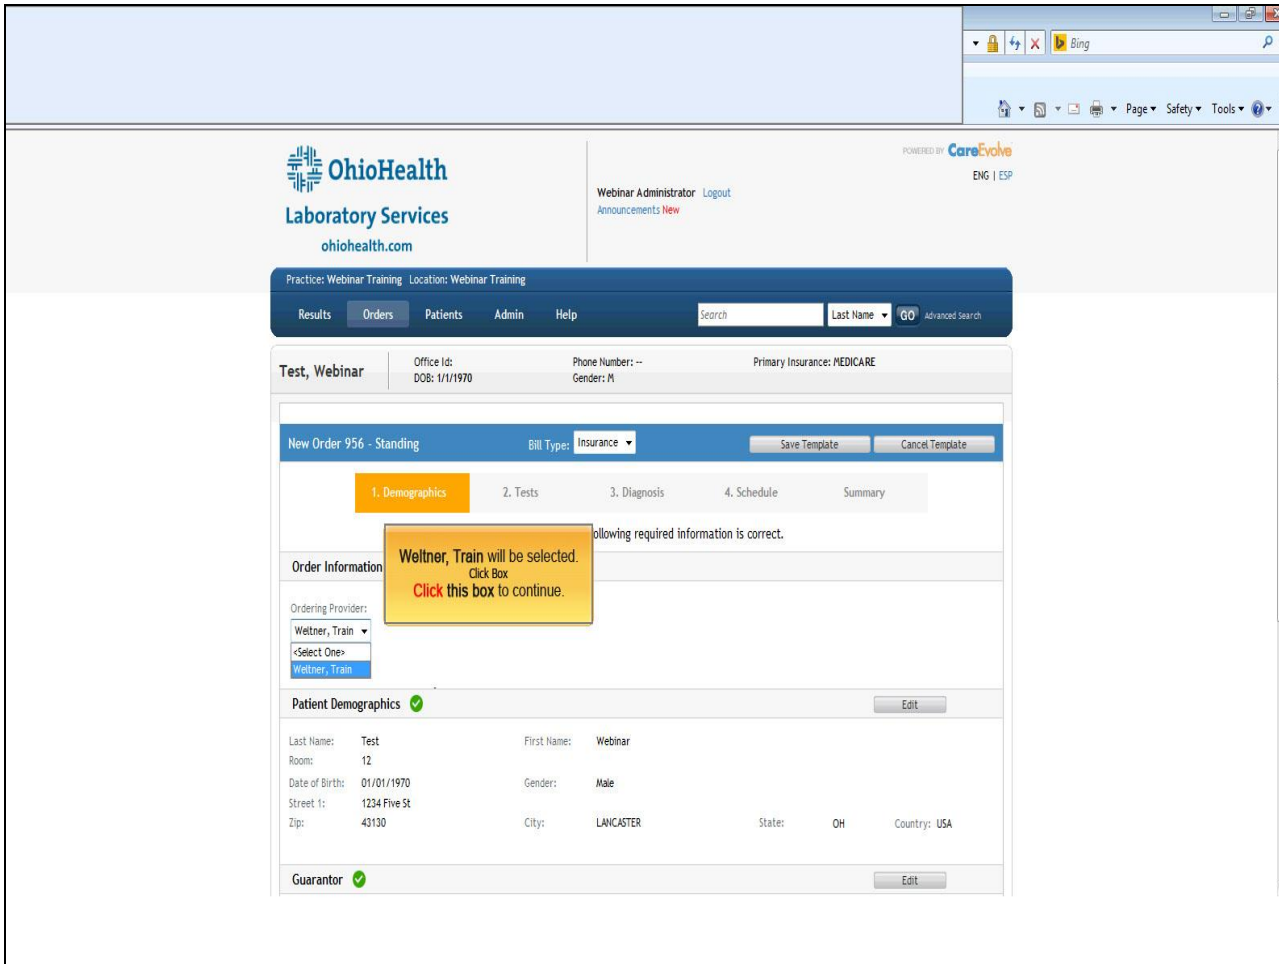 Bing
Page Safety Tools
OhioHealth
Laboratory Services
ohiohealth.com
POWERED BY CareEvolve
ENG | ESP
Webinar Administrator Logout
Announcements New
Practice: Webinar Training Location: Webinar Training
Results Orders Patients Admin Help Search Last Name GO Advanced Search
Test, Webinar
Office Id: Phone Number: -- Primary Insurance: MEDICARE
DOB: 1/1/1970 Gender: M
New Order 956 - Standing Bill Type: Insurance Save Template Cancel Template
1. Demographics 2. Tests 3. Diagnosis 4. Schedule Summary
ollowing required information is correct.
Weltner, Train will be selected.
Click Box
Click this box to continue.
Order Information
Ordering Provider:
Weltner, Train
<Select One>
Weltner, Train
Patient Demographics Edit
Last Name: Test First Name: Webinar
Room: 12
Date of Birth: 01/01/1970 Gender: Male
Street 1: 1234 Five St
Zip: 43130 City: LANCASTER State: OH Country: USA
Guarantor Edit